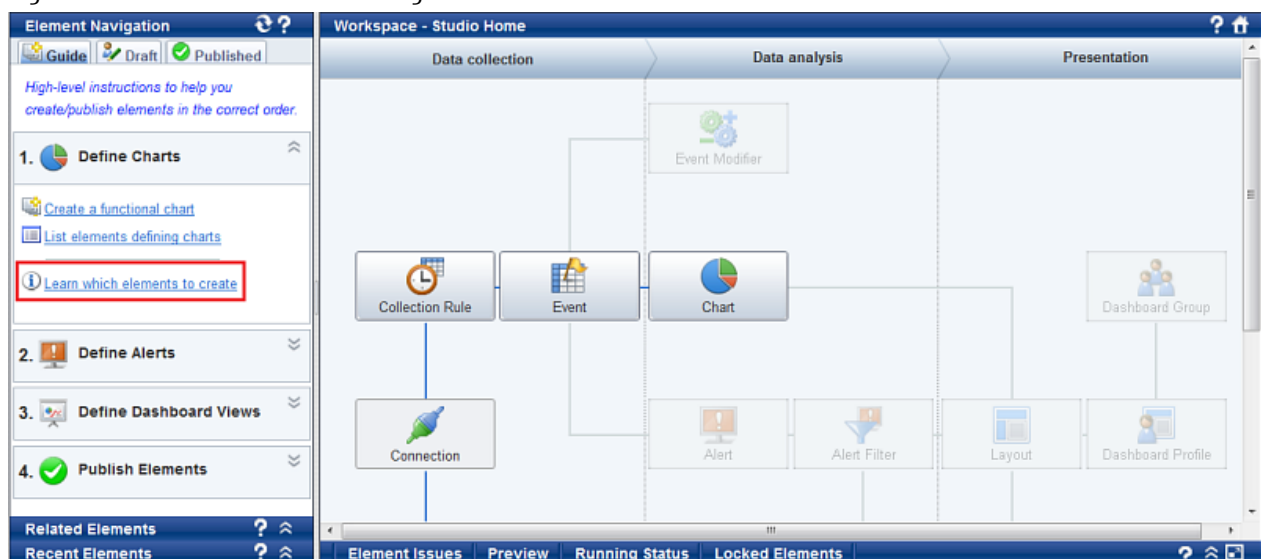 Element Navigation
Guide Draft Published
High-level instructions to help you
create/publish elements in the correct order.
1. Define Charts
Create a functional chart
List elements defining charts
Learn which elements to create
2. Define Alerts
3. Define Dashboard Views
4. Publish Elements
Related Elements
Recent Elements
Workspace - Studio Home
Data collection Data analysis Presentation
Event Modifier
Collection Rule Event Chart Dashboard Group
Connection Alert Alert Filter Layout Dashboard Profile
Element Issues Preview Running Status Locked Elements